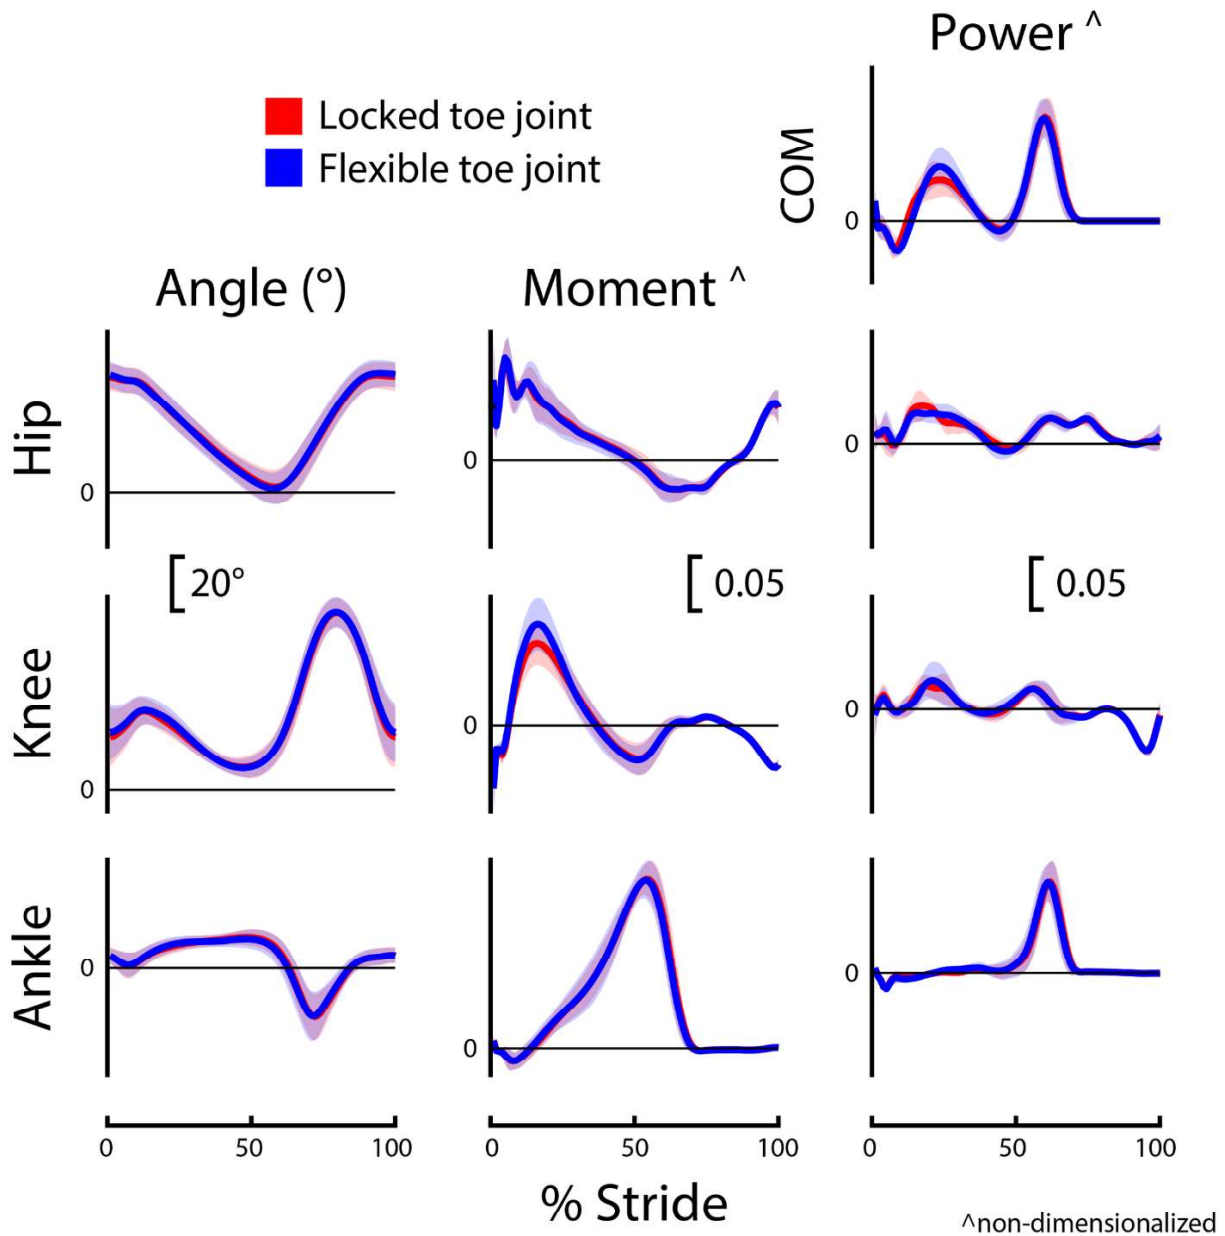 Power ^
Locked toe joint
Flexible toe joint
COM
0
Angle (°)
Moment ^
Hip
0
0
0
20°
0.05
0.05
Knee
0
0
0
Ankle
0
0
0
0 50 100
0 50 100
0 50 100
% Stride
^non-dimensionalized